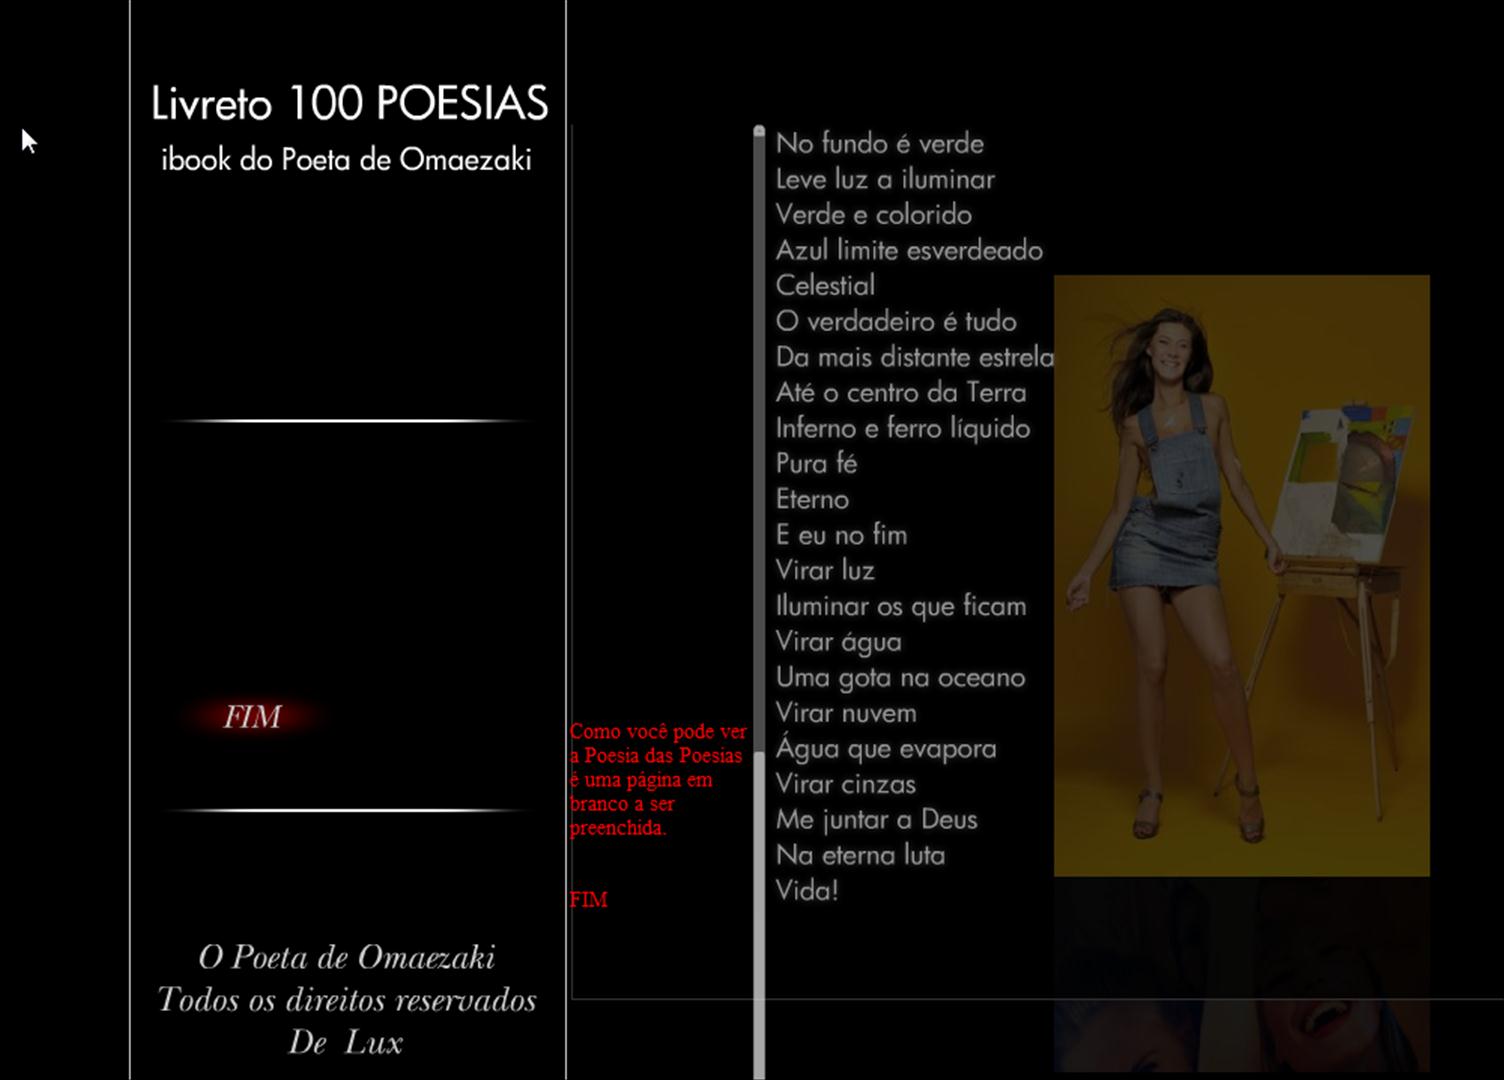 Livreto 100 POESIAS
ibook do Poeta de Omaezaki
FIM
O Poeta de Omaezaki
Todos os direitos reservados
De Lux
Como você pode ver
a Poesia das Poesias
é uma página em
branco a ser
preenchida.
FIM
No fundo é verde
Leve luz a iluminar
Verde e colorido
Azul limite esverdeado
Celestial
O verdadeiro é tudo
Da mais distante estrela
Até o centro da Terra
Inferno e ferro líquido
Pura fé
Eterno
E eu no fim
Virar luz
Iluminar os que ficam
Virar água
Uma gota na oceano
Virar nuvem
Água que evapora
Virar cinzas
Me juntar a Deus
Na eterna luta
Vida!